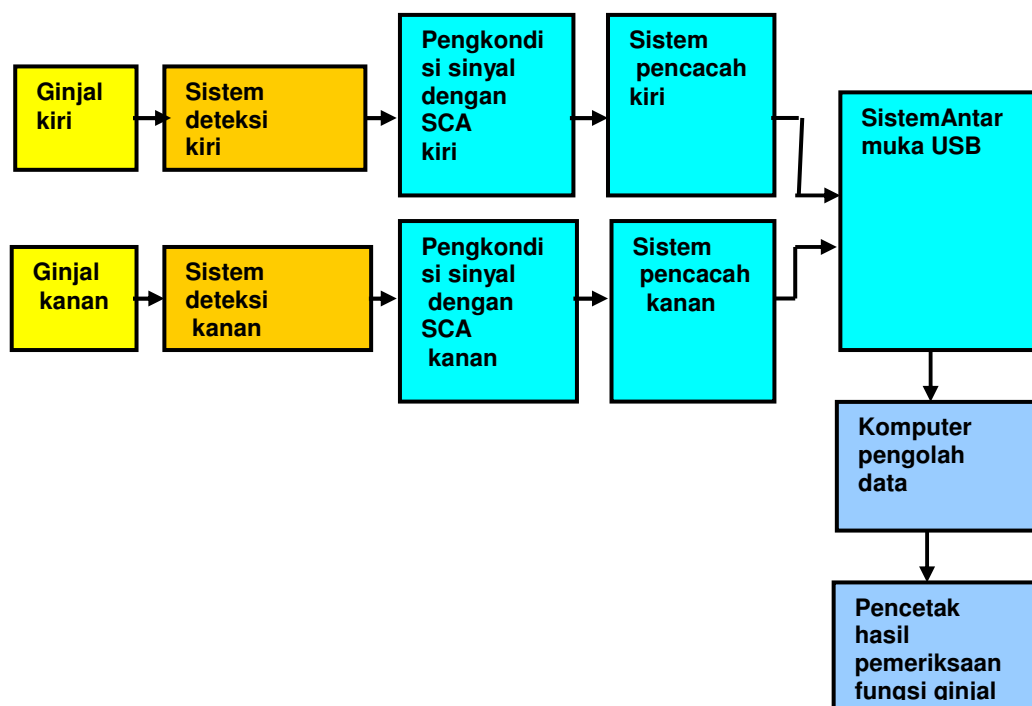 Ginjal
kiri
Sistem
deteksi
kiri
Pengkondi
si sinyal
dengan
SCA
kiri
Sistem
pencacah
kiri
SistemAntar
muka USB
Ginjal
kanan
Sistem
deteksi
kanan
Pengkondi
si sinyal
dengan
SCA
kanan
Sistem
pencacah
kanan
Komputer
pengolah
data
Pencetak
hasil
pemeriksaan
fungsi ginjal